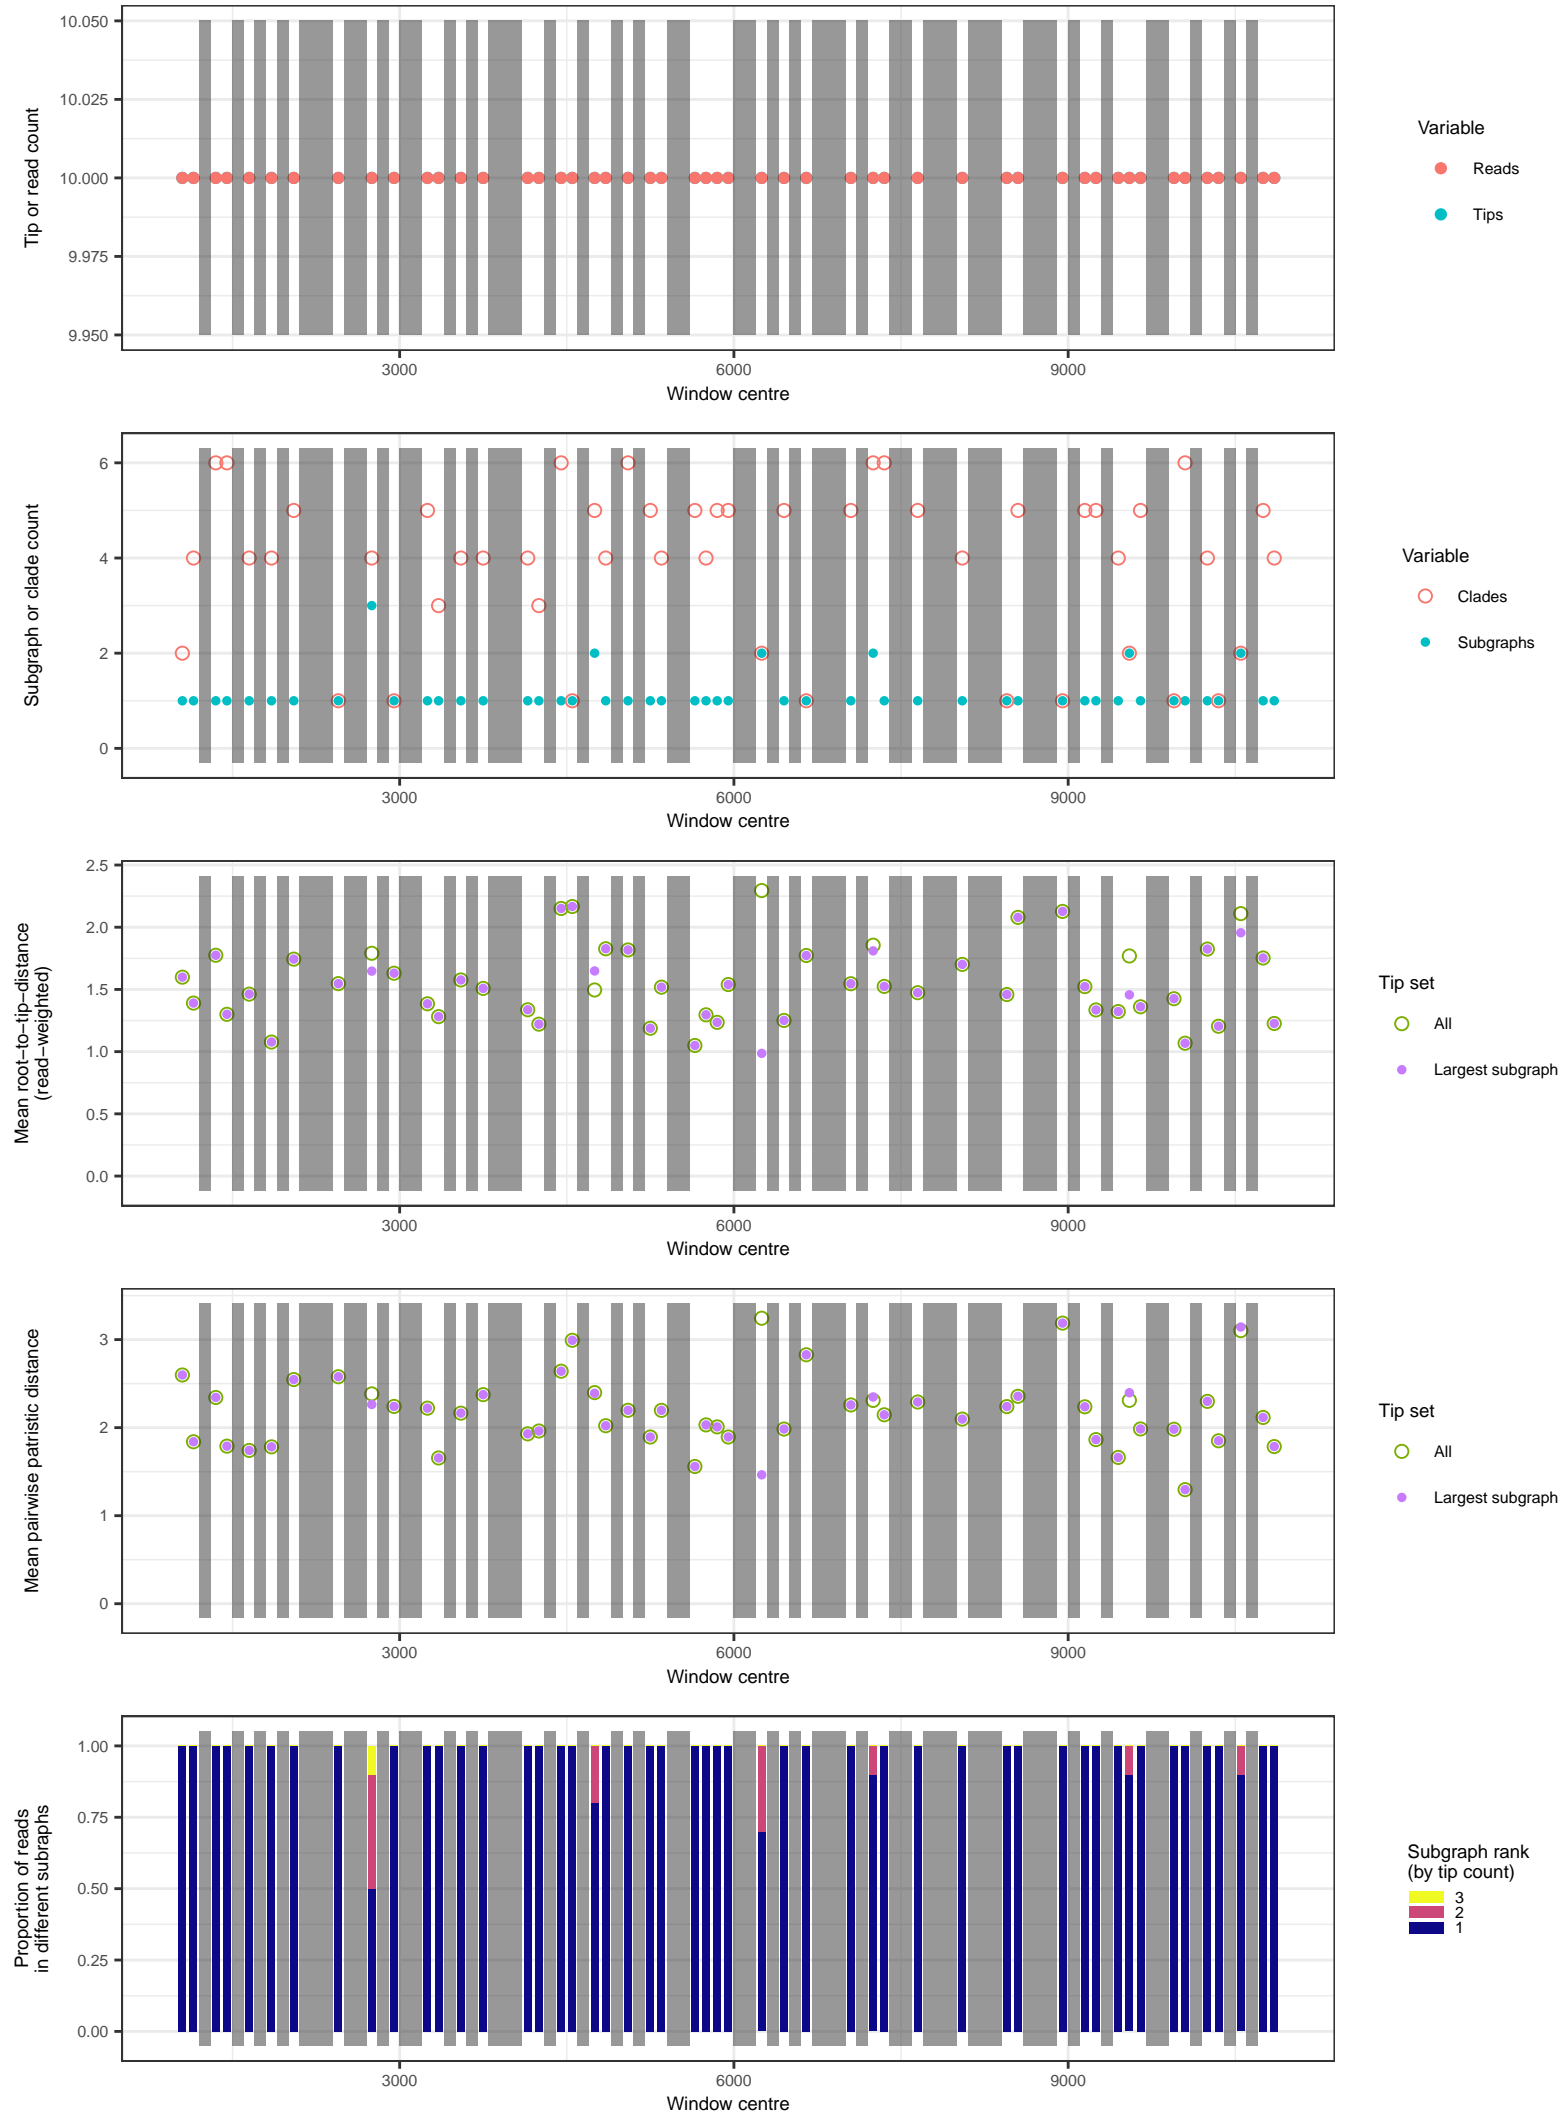 10.050
10.025
10.000
9.975
9.950
Tip or read count
3000 6000 9000
Window centre
Variable
Reads
Tips
6
4
2
0
Subgraph or clade count
3000 6000 9000
Window centre
Variable
Clades
Subgraphs
2.5
2.0
1.5
1.0
0.5
0.0
Mean root−to−tip−distance
(read−weighted)
3000 6000 9000
Window centre
Tip set
All
Largest subgraph
3
2
1
0
Mean pairwise patristic distance
3000 6000 9000
Window centre
Tip set
All
Largest subgraph
1.00
0.75
0.50
0.25
0.00
Proportion of reads
in different subraphs
3000 6000 9000
Window centre
Subgraph rank
(by tip count)
3
2
1